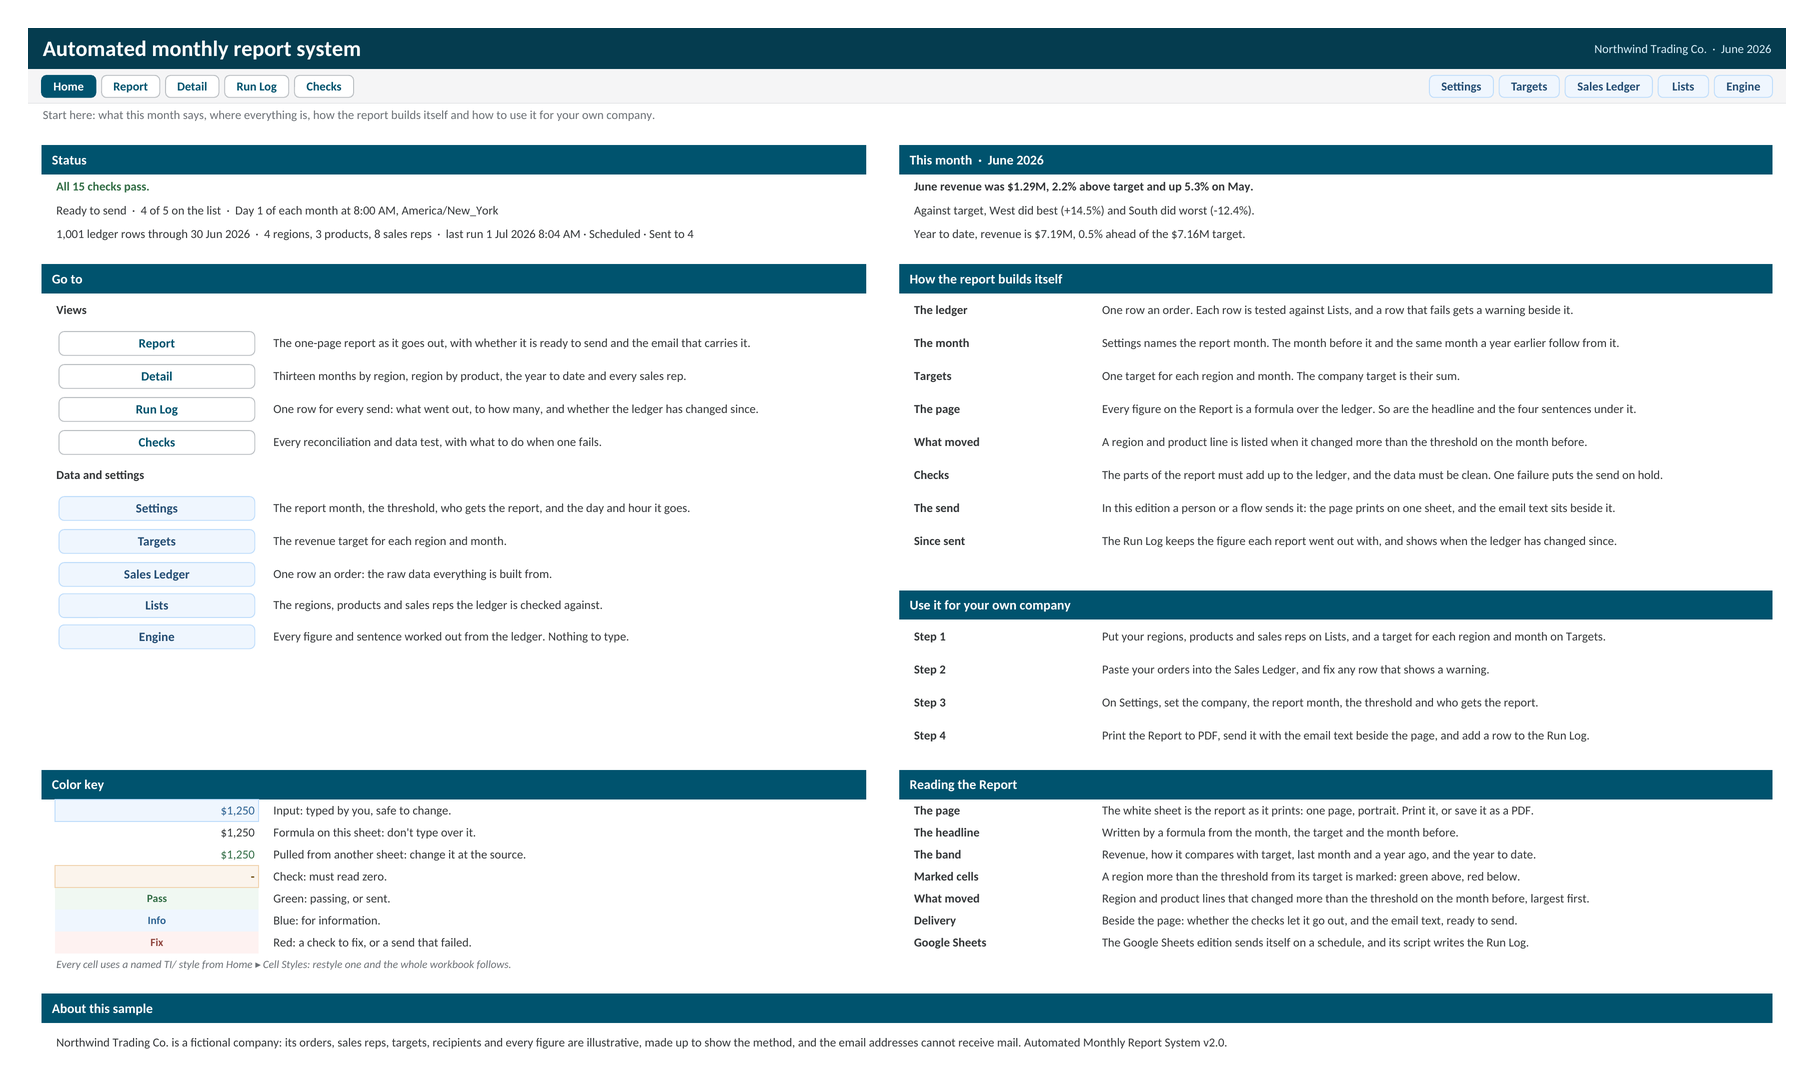 Automated monthly report system
Northwind Trading Co. · June 2026
Home Report Detail Run Log Checks
Settings Targets Sales Ledger Lists Engine
Start here: what this month says, where everything is, how the report builds itself and how to use it for your own company.
Status
All 15 checks pass.
Ready to send · 4 of 5 on the list · Day 1 of each month at 8:00 AM, America/New_York
1,001 ledger rows through 30 Jun 2026 · 4 regions, 3 products, 8 sales reps · last run 1 Jul 2026 8:04 AM · Scheduled · Sent to 4
This month · June 2026
June revenue was $1.29M, 2.2% above target and up 5.3% on May.
Against target, West did best (+14.5%) and South did worst (-12.4%).
Year to date, revenue is $7.19M, 0.5% ahead of the $7.16M target.
Go to
Views
Report The one-page report as it goes out, with whether it is ready to send and the email that carries it.
Detail Thirteen months by region, region by product, the year to date and every sales rep.
Run Log One row for every send: what went out, to how many, and whether the ledger has changed since.
Checks Every reconciliation and data test, with what to do when one fails.
Data and settings
Settings The report month, the threshold, who gets the report, and the day and hour it goes.
Targets The revenue target for each region and month.
Sales Ledger One row an order: the raw data everything is built from.
Lists The regions, products and sales reps the ledger is checked against.
Engine Every figure and sentence worked out from the ledger. Nothing to type.
How the report builds itself
The ledger One row an order. Each row is tested against Lists, and a row that fails gets a warning beside it.
The month Settings names the report month. The month before it and the same month a year earlier follow from it.
Targets One target for each region and month. The company target is their sum.
The page Every figure on the Report is a formula over the ledger. So are the headline and the four sentences under it.
What moved A region and product line is listed when it changed more than the threshold on the month before.
Checks The parts of the report must add up to the ledger, and the data must be clean. One failure puts the send on hold.
The send In this edition a person or a flow sends it: the page prints on one sheet, and the email text sits beside it.
Since sent The Run Log keeps the figure each report went out with, and shows when the ledger has changed since.
Use it for your own company
Step 1 Put your regions, products and sales reps on Lists, and a target for each region and month on Targets.
Step 2 Paste your orders into the Sales Ledger, and fix any row that shows a warning.
Step 3 On Settings, set the company, the report month, the threshold and who gets the report.
Step 4 Print the Report to PDF, send it with the email text beside the page, and add a row to the Run Log.
Color key
$1,250 Input: typed by you, safe to change.
$1,250 Formula on this sheet: don't type over it.
$1,250 Pulled from another sheet: change it at the source.
- Check: must read zero.
Pass Green: passing, or sent.
Info Blue: for information.
Fix Red: a check to fix, or a send that failed.
Every cell uses a named TI/ style from Home ▸ Cell Styles: restyle one and the whole workbook follows.
Reading the Report
The page The white sheet is the report as it prints: one page, portrait. Print it, or save it as a PDF.
The headline Written by a formula from the month, the target and the month before.
The band Revenue, how it compares with target, last month and a year ago, and the year to date.
Marked cells A region more than the threshold from its target is marked: green above, red below.
What moved Region and product lines that changed more than the threshold on the month before, largest first.
Delivery Beside the page: whether the checks let it go out, and the email text, ready to send.
Google Sheets The Google Sheets edition sends itself on a schedule, and its script writes the Run Log.
About this sample
Northwind Trading Co. is a fictional company: its orders, sales reps, targets, recipients and every figure are illustrative, made up to show the method, and the email addresses cannot receive mail. Automated Monthly Report System v2.0.